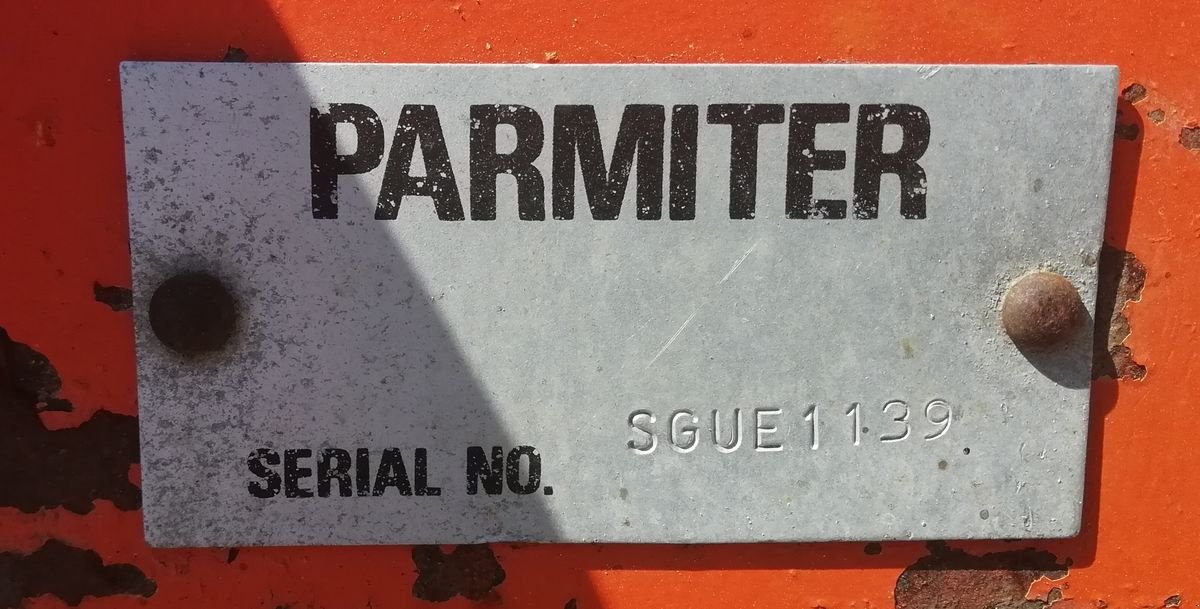 PARMITER
SERIAL NO. SGUE1139